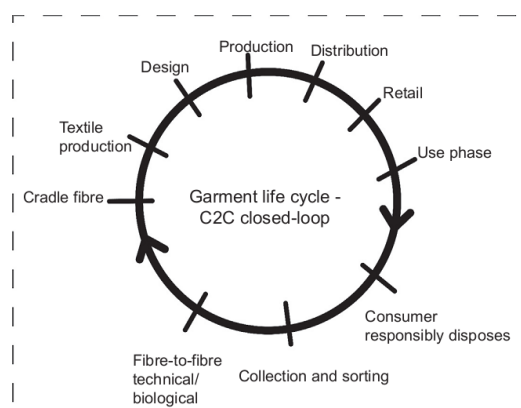 Production
Distribution
Design
Retail
Textile
production
Use phase
Cradle fibre
Garment life cycle -
C2C closed-loop
Consumer
responsibly disposes
Fibre-to-fibre
technical/
biological
Collection and sorting